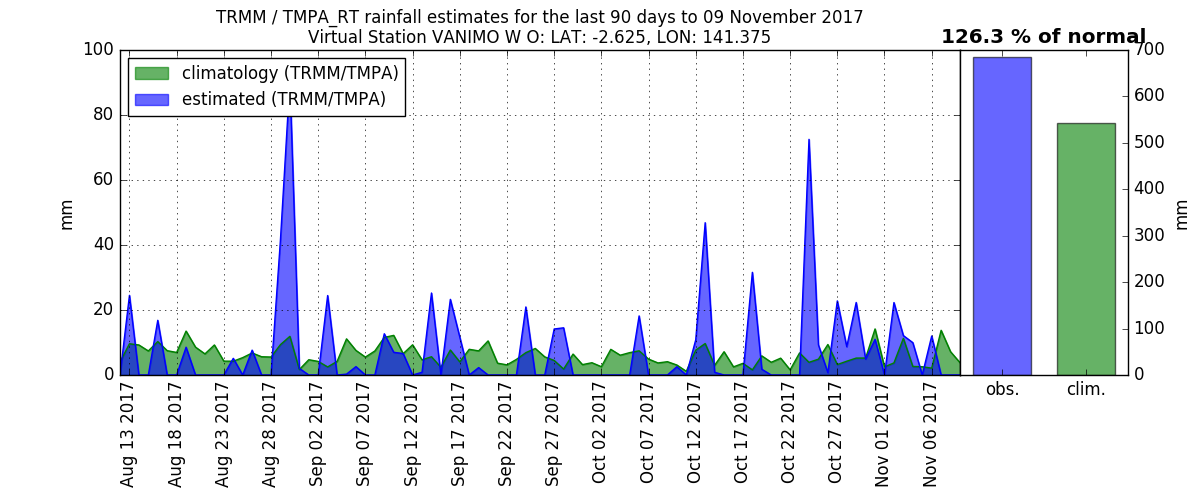 TRMM / TMPA_RT rainfall estimates for the last 90 days to 09 November 2017
Virtual Station VANIMO W O: LAT: -2.625, LON: 141.375
126.3 % of normal
climatology (TRMM/TMPA)
estimated (TRMM/TMPA)
100
80
60
40
20
0
mm
700
600
500
400
300
200
100
0
mm
Aug 13 2017
Aug 18 2017
Aug 23 2017
Aug 28 2017
Sep 02 2017
Sep 07 2017
Sep 12 2017
Sep 17 2017
Sep 22 2017
Sep 27 2017
Oct 02 2017
Oct 07 2017
Oct 12 2017
Oct 17 2017
Oct 22 2017
Oct 27 2017
Nov 01 2017
Nov 06 2017
obs.
clim.